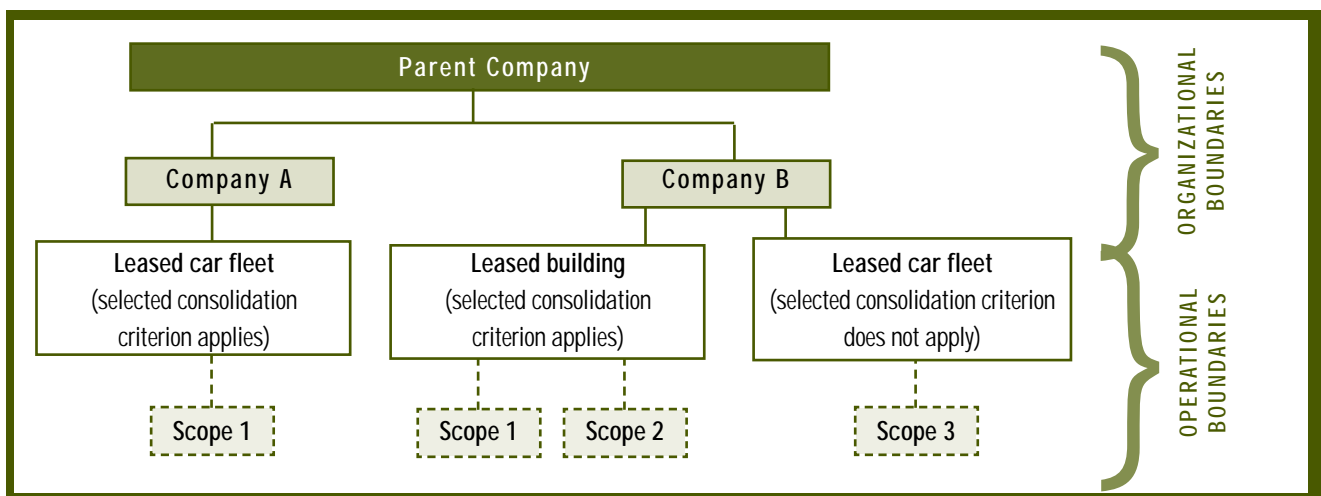 Parent Company
Company A
Company B
Leased car fleet
(selected consolidation
criterion applies)
Leased building
(selected consolidation
criterion applies)
Leased car fleet
(selected consolidation criterion
does not apply)
Scope 1
Scope 1
Scope 2
Scope 3
ORGANIZATIONAL
BOUNDARIES
OPERATIONAL
BOUNDARIES